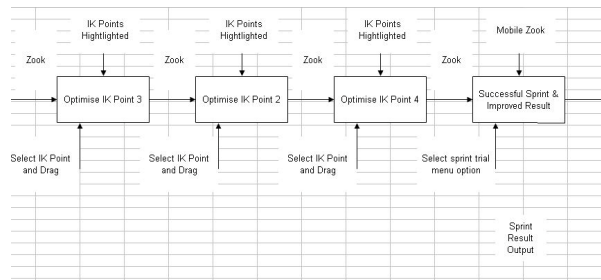 IK Points
Hightlighted
IK Points
Hightlighted
IK Points
Hightlighted
Mobile Zook
Zook
Zook
Zook
Zook
Optimise IK Point 3
Optimise IK Point 2
Optimise IK Point 4
Successful Sprint &
Improved Result
Select IK Point
and Drag
Select IK Point
and Drag
Select IK Point
and Drag
Select sprint trial
menu option
Sprint
Result
Output